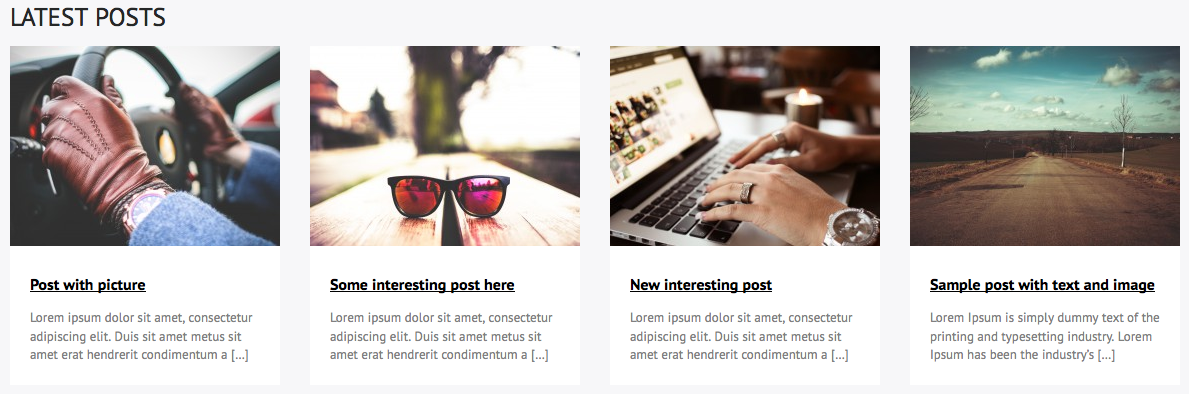 LATEST POSTS
Post with picture
Lorem ipsum dolor sit amet, consectetur
adipiscing elit. Duis sit amet metus sit
amet erat hendrerit condimentum a [...]
Some interesting post here
Lorem ipsum dolor sit amet, consectetur
adipiscing elit. Duis sit amet metus sit
amet erat hendrerit condimentum a [...]
New interesting post
Lorem ipsum dolor sit amet, consectetur
adipiscing elit. Duis sit amet metus sit
amet erat hendrerit condimentum a [...]
Sample post with text and image
Lorem Ipsum is simply dummy text of the
printing and typesetting industry. Lorem
Ipsum has been the industry’s [...]